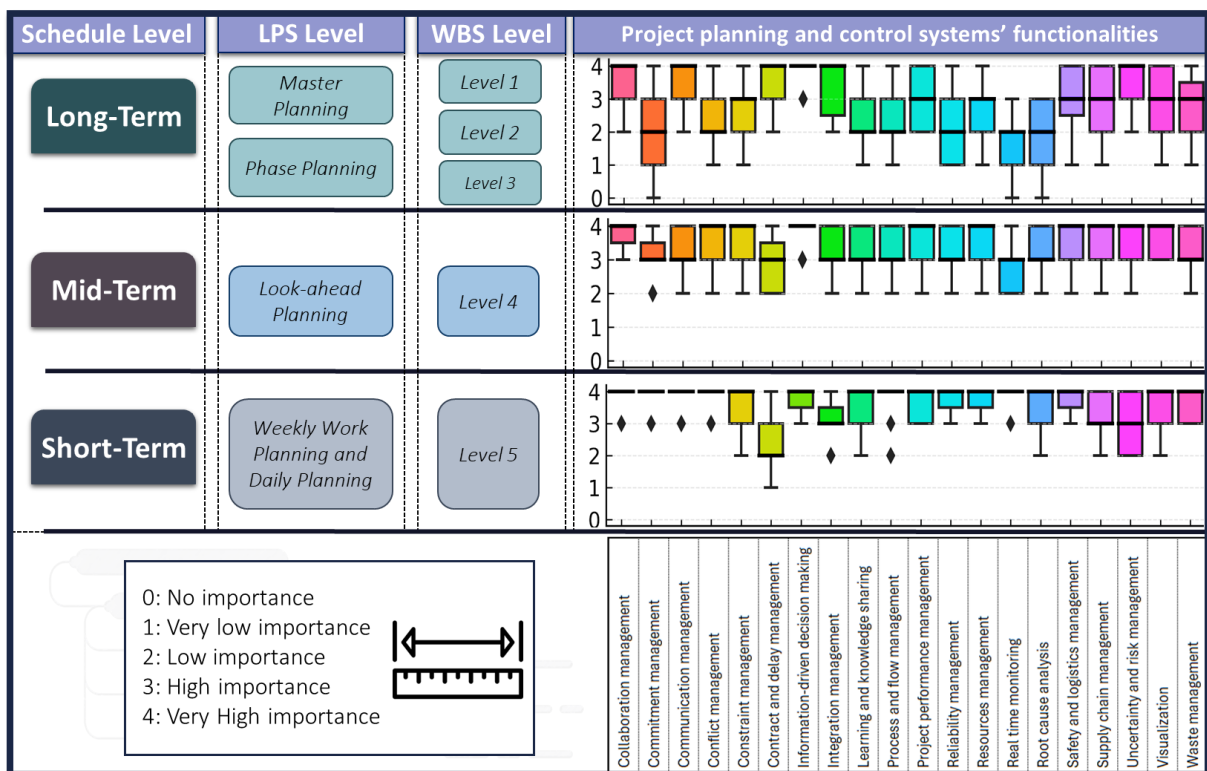 Schedule Level
LPS Level
WBS Level
Project planning and control systems' functionalities
Long-Term
Master
Planning
Phase Planning
Level 1
Level 2
Level 3
4
3
2
1
0
Mid-Term
Look-ahead
Planning
Level 4
4
3
2
1
0
Short-Term
Weekly Work
Planning and
Daily Planning
Level 5
4
3
2
1
0
0: No importance
1: Very low importance
2: Low importance
3: High importance
4: Very High importance
Collaboration management
Commitment management
Communication management
Conflict management
Constraint management
Contract and delay management
Information-driven decision making
Integration management
Learning and knowledge sharing
Process and flow management
Project performance management
Reliability management
Resources management
Real time monitoring
Root cause analysis
Safety and logistics management
Supply chain management
Uncertainty and risk management
Visualization
Waste management